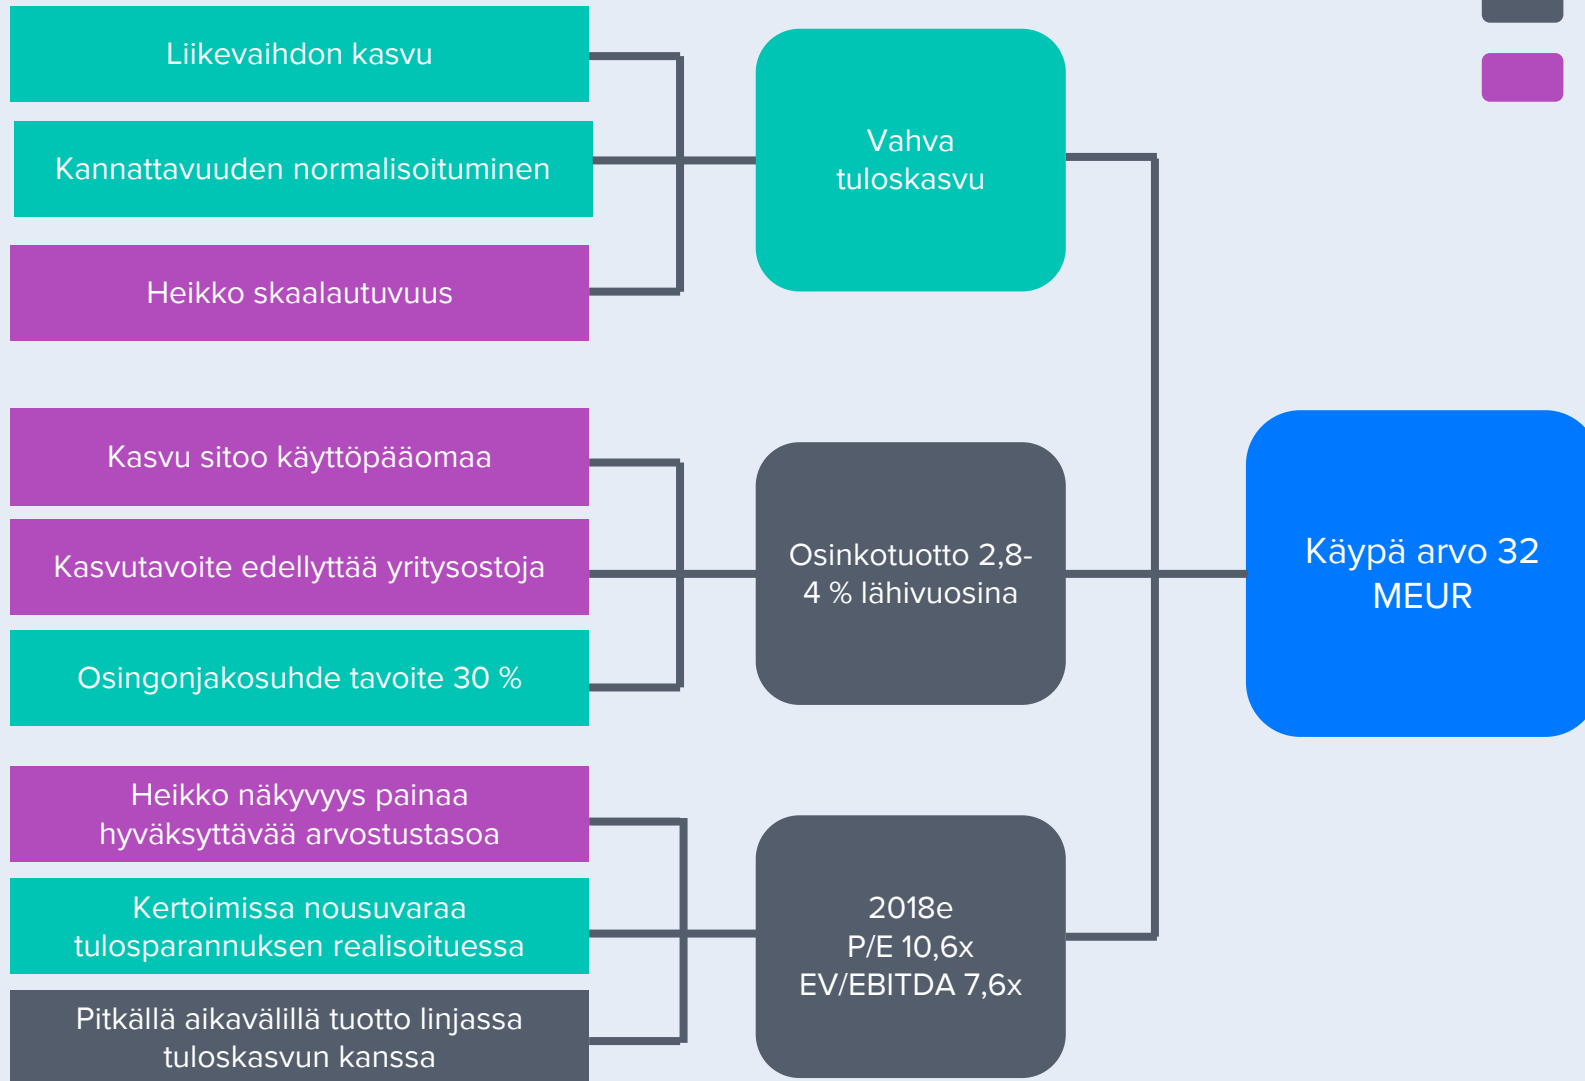 Liikevaihdon kasvu
Kannattavuuden normalisoituminen
Heikko skaalautuvuus
Vahva
tuloskasvu
Kasvu sitoo käyttöpääomaa
Kasvutavoite edellyttää yritysostoja
Osingonjakosuhde tavoite 30 %
Osinkotuotto 2,8-
4 % lähivuosina
Heikko näkyvyys painaa
hyväksyttävää arvostustasoa
Kertoimissa nousuvaraa
tulosparannuksen realisoituessa
Pitkällä aikavälillä tuotto linjassa
tuloskasvun kanssa
2018e
P/E 10,6x
EV/EBITDA 7,6x
Käypä arvo 32
MEUR